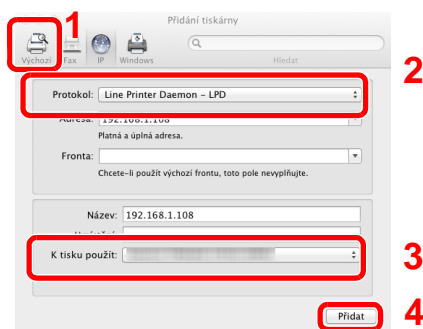 Přidání tiskárny
1
Výchozí Fax IP Windows Hledat
2
Protokol: Line Printer Daemon – LPD
Adresa: 192.168.1.108
Platná a úplná adresa.
Fronta:
Chcete-li použít výchozí frontu, toto pole nevyplňujte.
Název: 192.168.1.108
K tisku použít:
3
Přidat
4